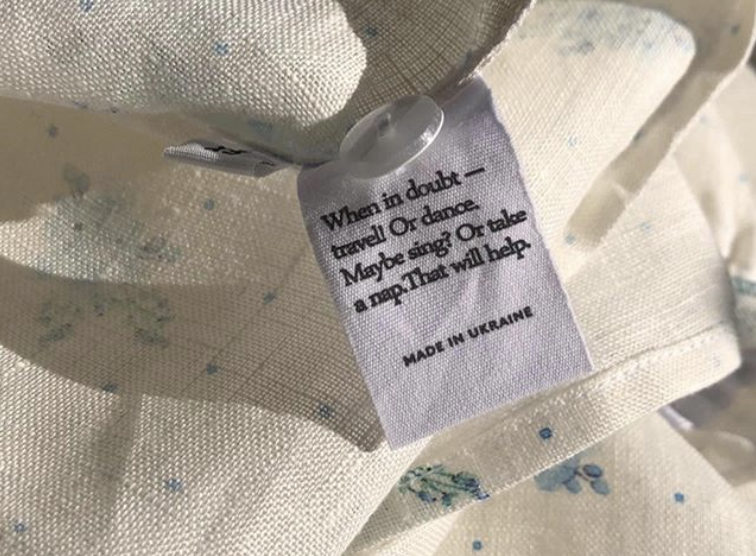 When in doubt —
travel! Or dance.
Maybe sing? Or take
a nap.That will help.
MADE IN UKRAINE